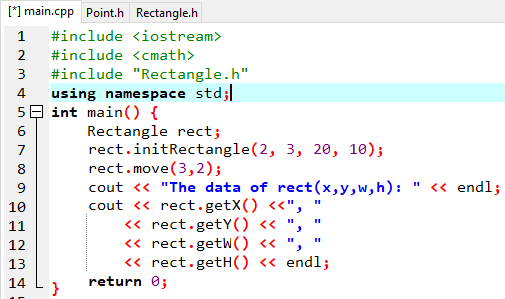 [*] main.cpp Point.h Rectangle.h
1 #include <iostream>
2 #include <cmath>
3 #include "Rectangle.h"
4 using namespace std;
5 int main() {
6 Rectangle rect;
7 rect.initRectangle(2, 3, 20, 10);
8 rect.move(3,2);
9 cout << "The data of rect(x,y,w,h): " << endl;
10 cout << rect.getX() <<", "
11 << rect.getY() << ", "
12 << rect.getW() << ", "
13 << rect.getH() << endl;
14 return 0;
}